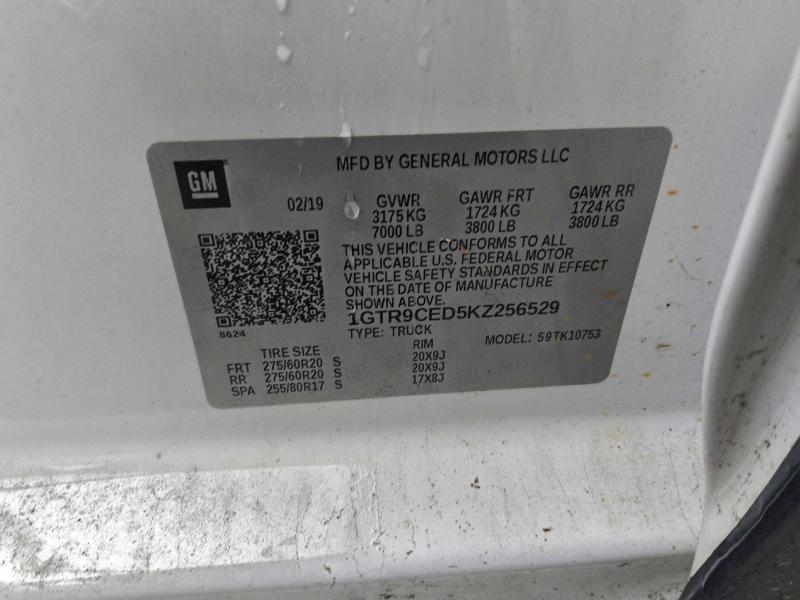 GM
MFD BY GENERAL MOTORS LLC
02/19
GVWR GAWR FRT GAWR RR
3175 KG 1724 KG 1724 KG
7000 LB 3800 LB 3800 LB
THIS VEHICLE CONFORMS TO ALL
APPLICABLE U.S. FEDERAL MOTOR
VEHICLE SAFETY STANDARDS IN EFFECT
ON THE DATE OF MANUFACTURE
SHOWN ABOVE.
1GTR9CED5KZ256529
8624
TYPE: TRUCK MODEL: 59TK10753
TIRE SIZE RIM
FRT 275/60R20 S 20X9J
RR 275/60R20 S 20X9J
SPA 255/80R17 S 17X8J